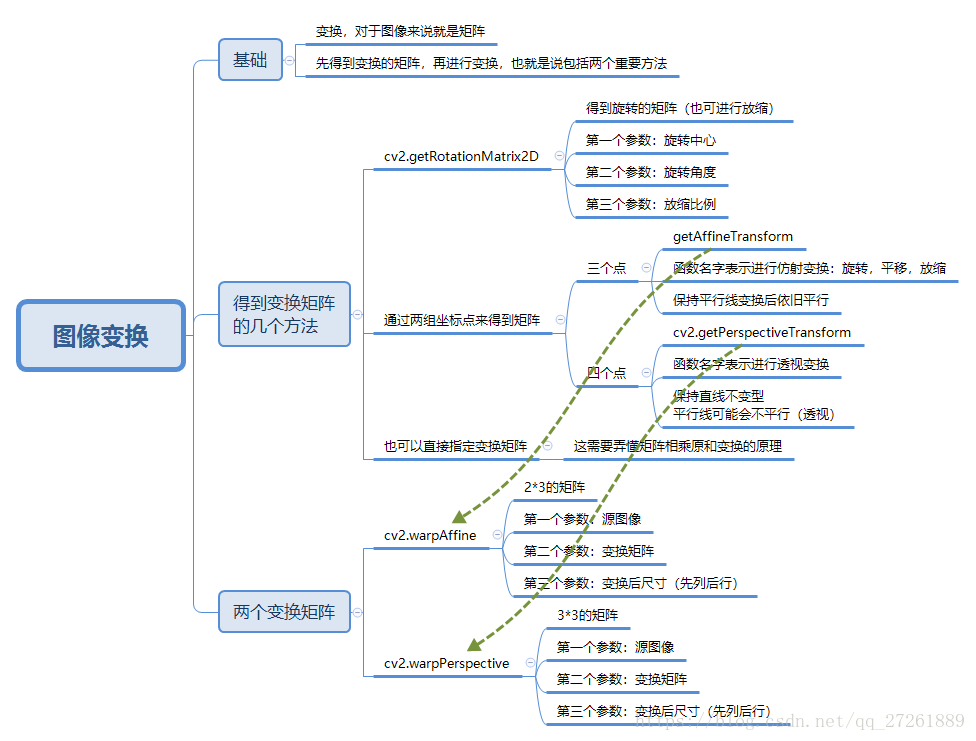 图像变换
基础
变换，对于图像来说就是矩阵
先得到变换的矩阵，再进行变换，也就是说包括两个重要方法
得到变换矩阵
的几个方法
cv2.getRotationMatrix2D
得到旋转的矩阵（也可进行放缩）
第一个参数：旋转中心
第二个参数：旋转角度
第三个参数：放缩比例
通过两组坐标点来得到矩阵
三个点
getAffineTransform
函数名字表示进行仿射变换：旋转，平移，放缩
保持平行线变换后依旧平行
四个点
cv2.getPerspectiveTransform
函数名字表示进行透视变换
保持直线不变型
平行线可能会不平行（透视）
也可以直接指定变换矩阵
这需要弄懂矩阵相乘原和变换的原理
两个变换矩阵
cv2.warpAffine
2*3的矩阵
第一个参数：源图像
第二个参数：变换矩阵
第三个参数：变换后尺寸（先列后行）
cv2.warpPerspective
3*3的矩阵
第一个参数：源图像
第二个参数：变换矩阵
第三个参数：变换后尺寸（先列后行）
https://blog.csdn.net/qq_27261889